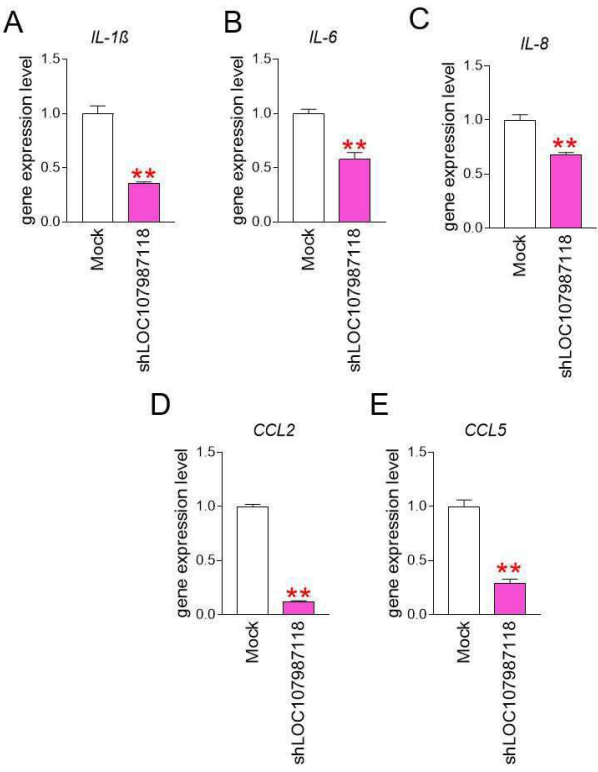 A
IL-1ß
gene expression level
1.5
1.0
0.5
0.0
**
Mock
shLOC107987118
B
IL-6
gene expression level
1.5
1.0
0.5
0.0
**
Mock
shLOC107987118
C
IL-8
gene expression level
1.5
1.0
0.5
0.0
**
Mock
shLOC107987118
D
CCL2
gene expression level
1.5
1.0
0.5
0.0
**
Mock
shLOC107987118
E
CCL5
gene expression level
1.5
1.0
0.5
0.0
**
Mock
shLOC107987118